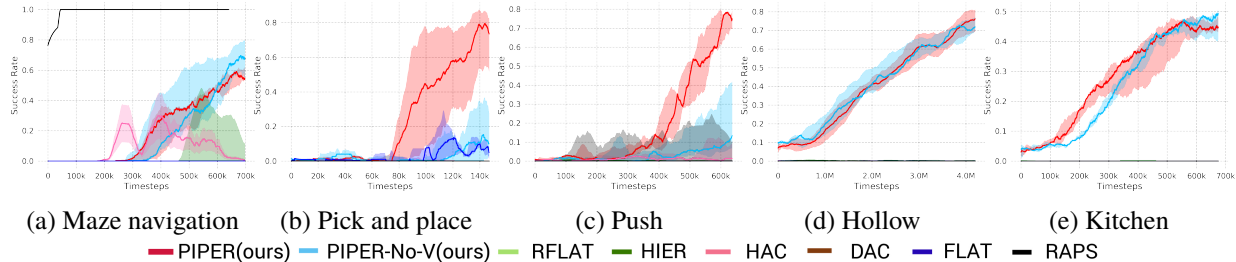 1.0
0.8
0.6
0.4
0.2
0.0
Success Rate
0 100k 200k 300k 400k 500k 600k 700k
Timesteps
0.8
0.6
0.4
0.2
0.0
Success Rate
0 20k 40k 60k 80k 100k 120k 140k
Timesteps
0.8
0.7
0.6
0.5
0.4
0.3
0.2
0.1
0.0
Success Rate
0 100k 200k 300k 400k 500k 600k
Timesteps
0.8
0.7
0.6
0.5
0.4
0.3
0.2
0.1
0.0
Success Rate
0 1.0M 2.0M 3.0M 4.0M
Timesteps
0.5
0.4
0.3
0.2
0.1
0.0
Success Rate
0 100k 200k 300k 400k 500k 600k 700k
Timesteps
(a) Maze navigation (b) Pick and place (c) Push (d) Hollow (e) Kitchen
PIPER(ours) PIPER-No-V(ours) RFLAT HIER HAC DAC FLAT RAPS